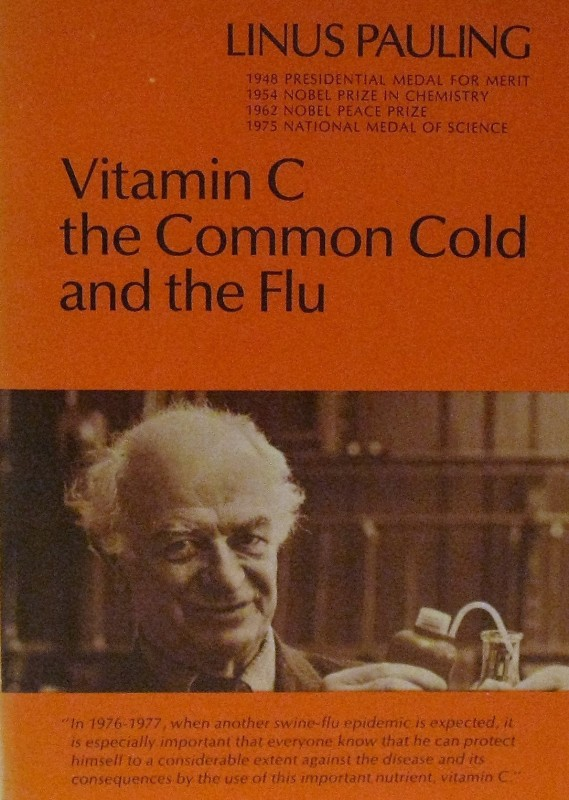 LINUS PAULING
1948 PRESIDENTIAL MEDAL FOR MERIT
1954 NOBEL PRIZE IN CHEMISTRY
1962 NOBEL PEACE PRIZE
1975 NATIONAL MEDAL OF SCIENCE
Vitamin C
the Common Cold
and the Flu
"In 1976-1977, when another swine-flu epidemic is expected, it
is especially important that everyone know that he can protect
himself to a considerable extent against the disease and its
consequences by the use of this important nutrient, vitamin C."